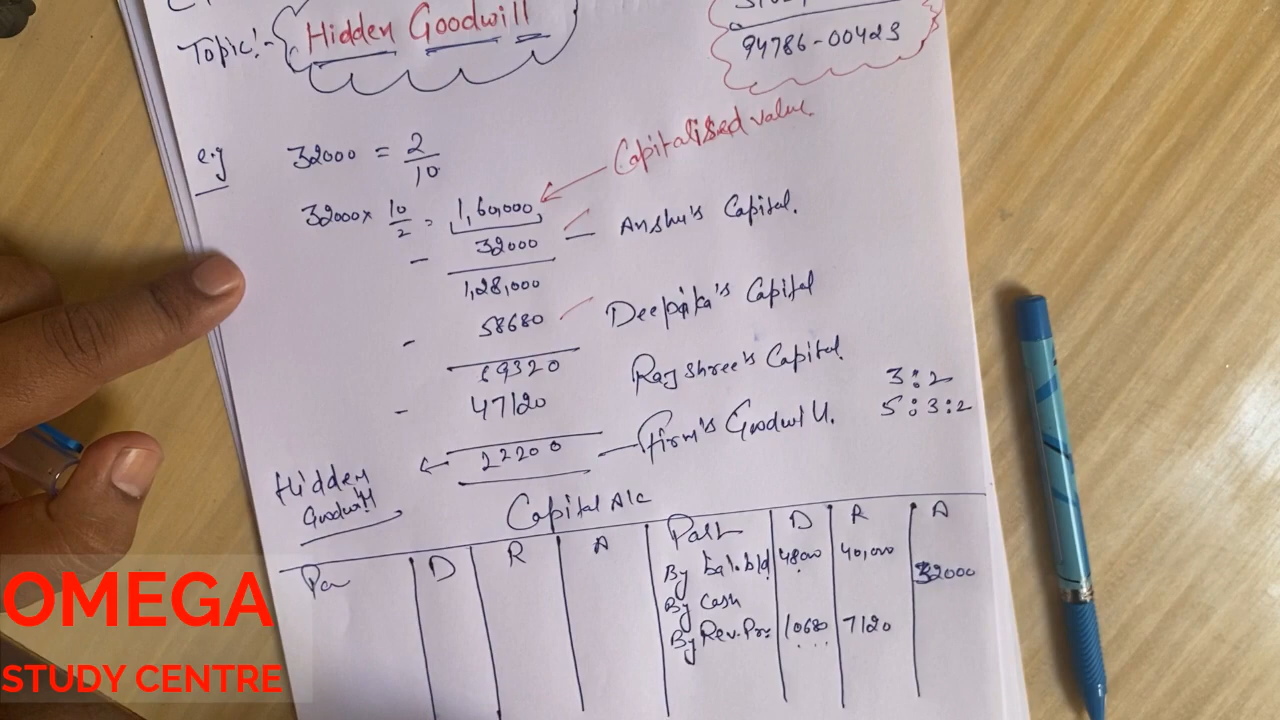 Topic:- Hidden Goodwill
94786-00423
e.g 32000 = 2/10
Capitalised value
32000 x 10/2 = 1,60,000
- 32000 - Anshu's Capital.
1,28,000
- 58680 Deepika's Capital
69320 Rajshree's Capital.
- 47120
3:2
5:3:2
22200 Firm's Goodwill.
Hidden Goodwill
Capital A/c
Par D R A Part D R A
By bal. b/d 48000 40,000
By Cash 32000
By Rev. Pr: 10680 7120
OMEGA
STUDY CENTRE